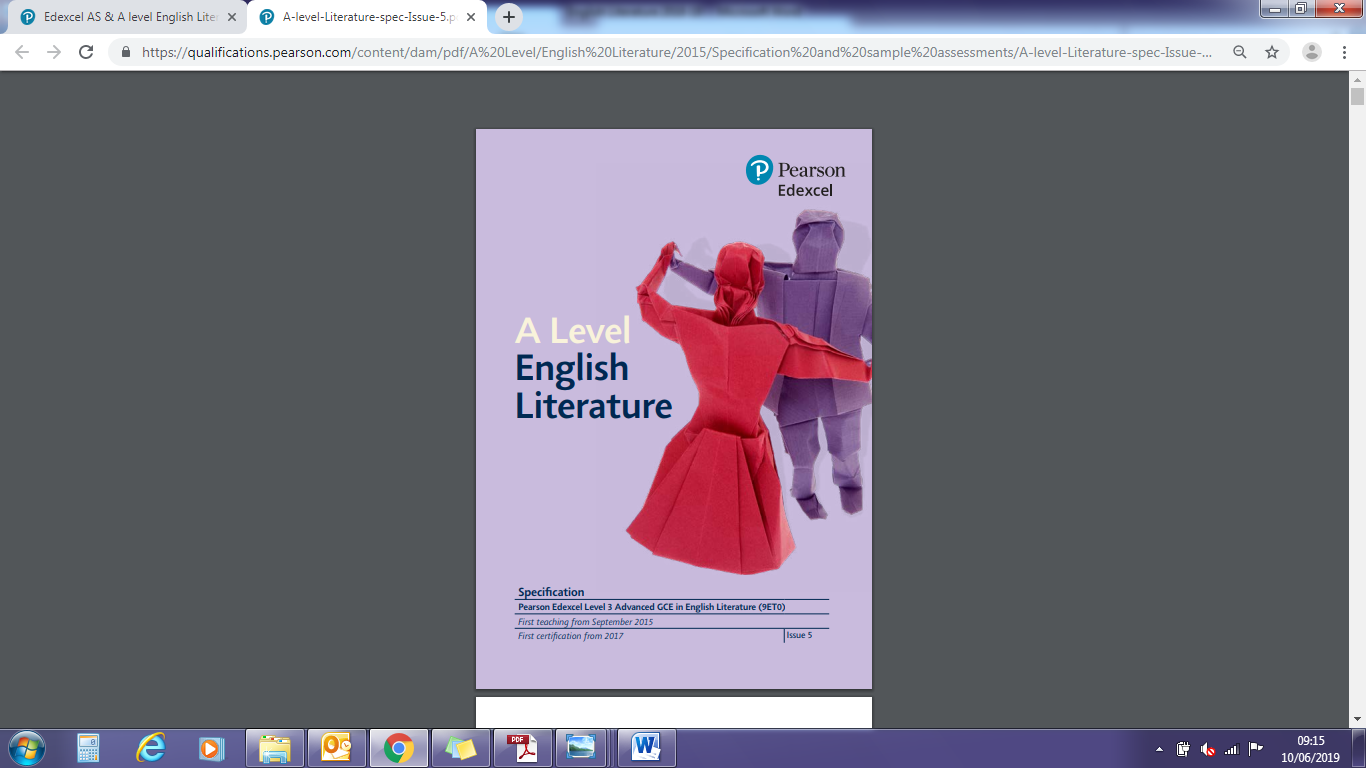 Edexcel AS & A level English Liter
A-level-Literature-spec-Issue-5.p
https://qualifications.pearson.com/content/dam/pdf/A%20Level/English%20Literature/2015/Specification%20and%20sample%20assessments/A-level-Literature-spec-Issue-...
Pearson
Edexcel
A Level
English
Literature
Specification
Pearson Edexcel Level 3 Advanced GCE in English Literature (9ET0)
First teaching from September 2015
First certification from 2017
Issue 5
PDF
09:15
10/06/2019